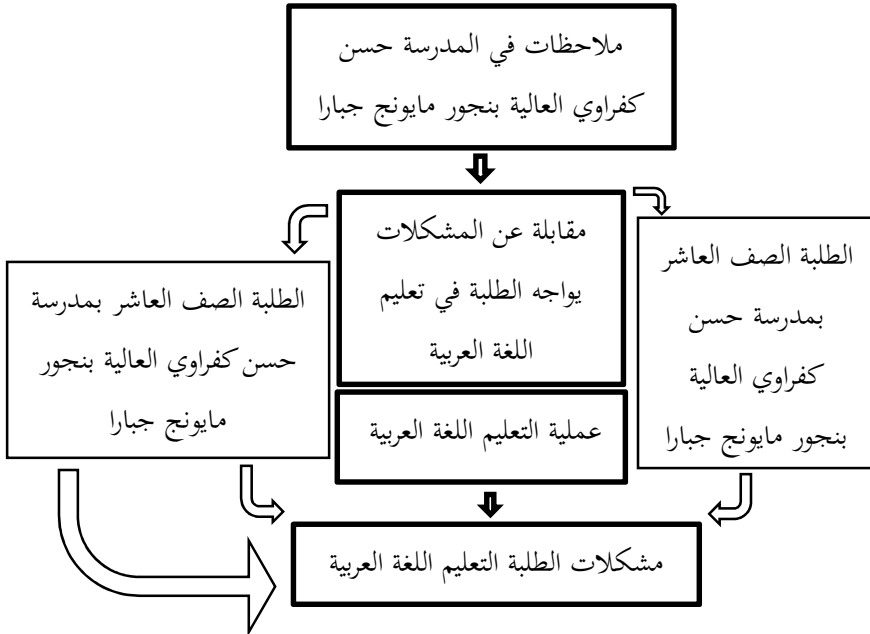 ملاحظات في المدرسة حسن
كفراوي العالية بنجور مايونج جبارا
مقابلة عن المشكلات
يواجه الطلبة في تعليم
اللغة العربية
الطلبة الصف العاشر
بمدرسة حسن
كفراوي العالية
بنجور مايونج جبارا
الطلبة الصف العاشر بمدرسة
حسن كفراوي العالية بنجور
مايونج جبارا
عملية التعليم اللغة العربية
مشكلات الطلبة التعليم اللغة العربية